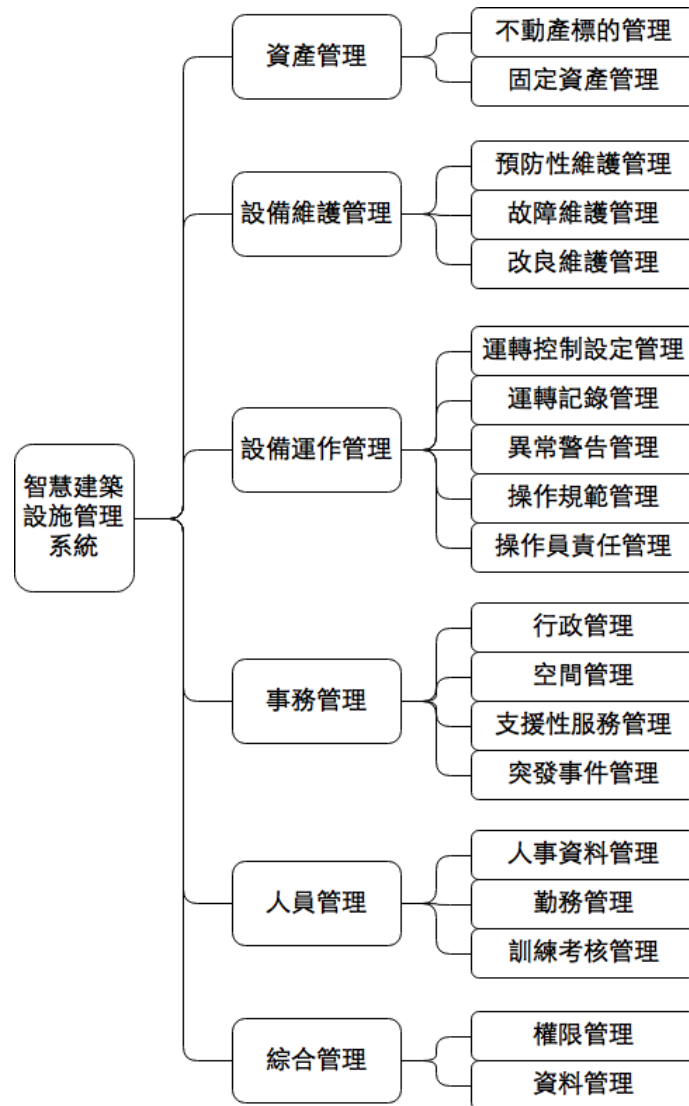 智慧建築
設施管理
系統
資產管理
不動產標的管理
固定資產管理
設備維護管理
預防性維護管理
故障維護管理
改良維護管理
設備運作管理
運轉控制設定管理
運轉記錄管理
異常警告管理
操作規範管理
操作員責任管理
事務管理
行政管理
空間管理
支援性服務管理
突發事件管理
人員管理
人事資料管理
勤務管理
訓練考核管理
綜合管理
權限管理
資料管理